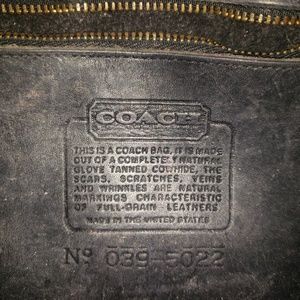 COACH
THIS IS A COACH BAG. IT IS MADE
OUT OF A COMPLETELY NATURAL
GLOVE TANNED COWHIDE, THE
SCARS, SCRATCHES, VEINS
AND WRINKLES ARE NATURAL
MARKINGS CHARACTERISTIC
OF FULL-GRAIN LEATHERS.
MADE IN THE UNITED STATES
Nº 039-5022